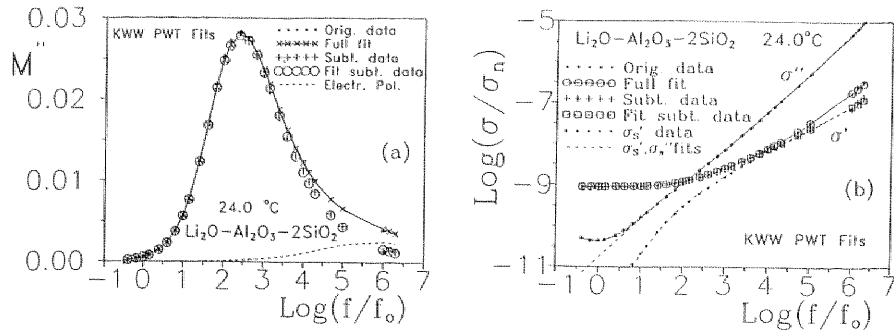 0.03
0.02
0.01
0.00
M''
KWW PWT Fits
Orig. data
Full fit
Subt. data
Fit subt. data
Electr. Pol.
(a)
24.0 °C
Li₂O-Al₂O₃-2SiO₂
-1 0 1 2 3 4 5 6 7
Log(f/fₒ)
-5
-7
-9
-11
Log(σ/σₙ)
Li₂O-Al₂O₃-2SiO₂ 24.0°C
Orig. data
Full fit
Subt. data
Fit subt. data
σₛ' data
σₛ',σₛ''fits
σ''
σ'
(b)
KWW PWT Fits
-1 0 1 2 3 4 5 6 7
Log(f/fₒ)